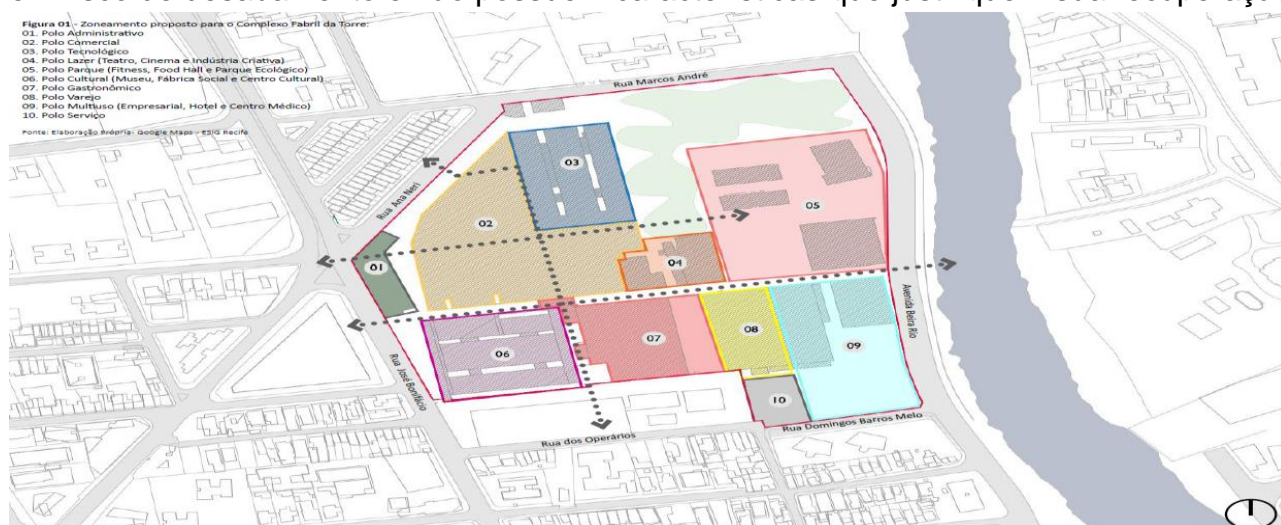 Figura 01 - Zoneamento proposto para o Complexo Fabril da Torre:
01. Polo Administrativo
02. Polo Comercial
03. Polo Tecnológico
04. Polo Lazer (Teatro, Cinema e Indústria Criativa)
05. Polo Parque (Fitness, Food Hall e Parque Ecológico)
06. Polo Cultural (Museu, Fábrica Social e Centro Cultural)
07. Polo Gastronômico
08. Polo Varejo
09. Polo Multiuso (Empresarial, Hotel e Centro Médico)
10. Polo Serviço
Fonte: Elaboração Própria- Google Maps - ESIG Recife
Rua Marcos André
Rua Ana Neri
03
02
05
01
04
Avenida Beira Rio
06
07
08
09
Rua José Bonifácio
10
Rua dos Operários
Rua Domingos Barros Melo